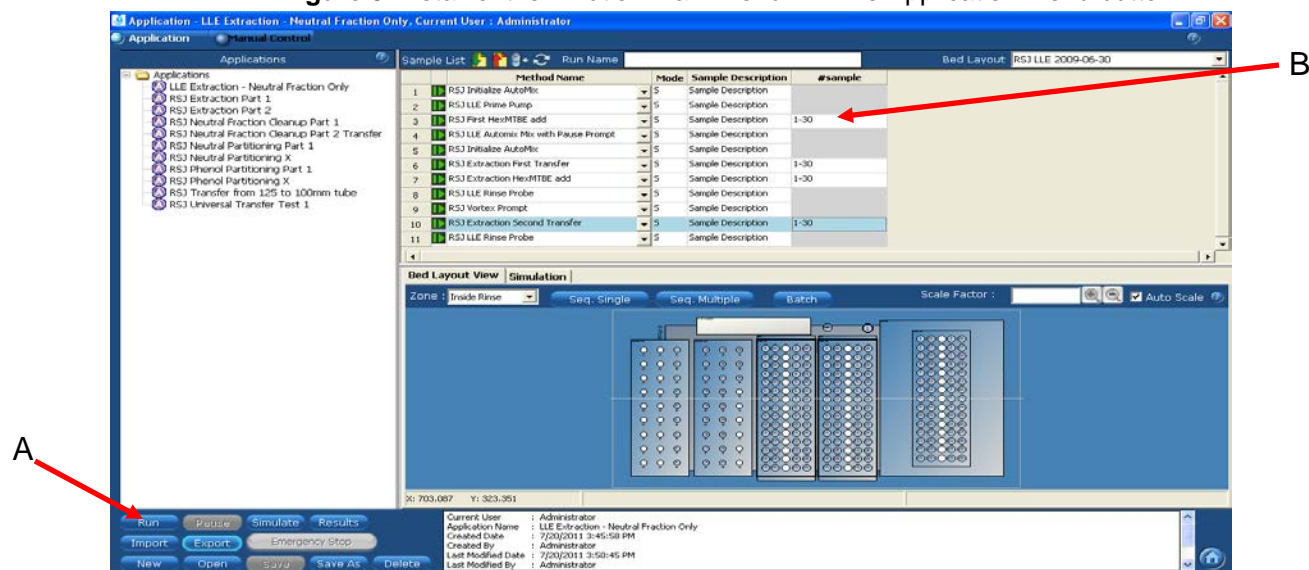 Application - LLE Extraction - Neutral Fraction Only, Current User : Administrator
Application Manual Control
Applications
Sample List Run Name Bed Layout RSJ LLE 2009-06-30
Applications
LLE Extraction - Neutral Fraction Only
RSJ Extraction Part 1
RSJ Extraction Part 2
RSJ Neutral Fraction Cleanup Part 1
RSJ Neutral Fraction Cleanup Part 2 Transfer
RSJ Neutral Partitioning Part 1
RSJ Neutral Partitioning X
RSJ Phenol Partitioning Part 1
RSJ Phenol Partitioning X
RSJ Transfer from 125 to 100mm tube
RSJ Universal Transfer Test 1
Method Name Mode Sample Description #sample
1 RSJ Initialize AutoMix S Sample Description
2 RSJ LLE Prime Pump S Sample Description
3 RSJ First HexMTBE add S Sample Description 1-30
4 RSJ LLE Automix Mix with Pause Prompt S Sample Description
5 RSJ Initialize AutoMix S Sample Description
6 RSJ Extraction First Transfer S Sample Description 1-30
7 RSJ Extraction HexMTBE add S Sample Description 1-30
8 RSJ LLE Rinse Probe S Sample Description
9 RSJ Vortex Prompt S Sample Description
10 RSJ Extraction Second Transfer S Sample Description 1-30
11 RSJ LLE Rinse Probe S Sample Description
B
Bed Layout View Simulation
Zone : Inside Rinse Seq. Single Seq. Multiple Batch Scale Factor : Auto Scale
X: 703.087 Y: 323.351
A
Run Pause Simulate Results
Import Export Emergency Stop
New Open Save Save As Delete
Current User : Administrator
Application Name : LLE Extraction - Neutral Fraction Only
Created Date : 7/20/2011 3:45:58 PM
Created By : Administrator
Last Modified Date : 7/20/2011 3:50:45 PM
Last Modified By : Administrator